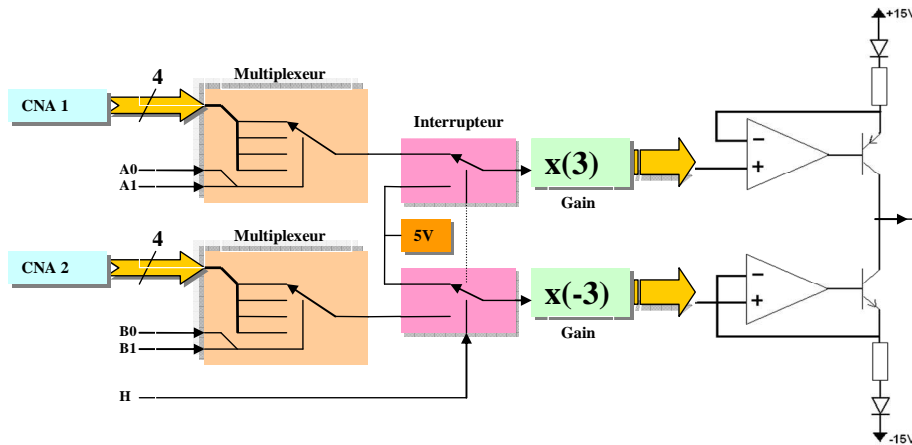 +15V
4
Multiplexeur
CNA 1
Interrupteur
A0
A1
x(3)
Gain
-
+
5V
4
Multiplexeur
CNA 2
x(-3)
Gain
-
+
B0
B1
H
-15V